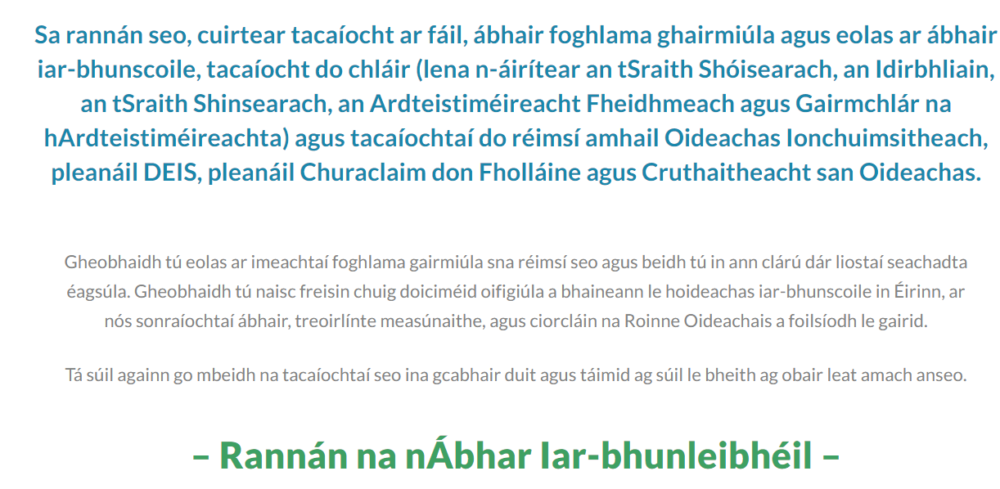 Sa rannán seo, cuirtear tacaíocht ar fáil, ábhair foghlama ghairmiúla agus eolas ar ábhair
iar-bhunscoile, tacaíocht do chláir (lena n-áirítear an tSraith Shóisearach, an Idirbhliain,
an tSraith Shinsearach, an Ardteistiméireacht Fheidhmeach agus Gairmchlár na
hArdteistiméireachta) agus tacaíochtaí do réimsí amhail Oideachas Ionchuimsitheach,
pleanáil DEIS, pleanáil Churaclaim don Fholláine agus Cruthaitheacht san Oideachas.
Gheobhaidh tú eolas ar imeachtaí foghlama gairmiúla sna réimsí seo agus beidh tú in ann clárú dár liostaí seachadta
éagsúla. Gheobhaidh tú naisc freisin chuig doiciméid oifigiúla a bhaineann le hoideachas iar-bhunscoile in Éirinn, ar
nós sonraíochtaí ábhair, treoirlínte measúnaithe, agus ciorcláin na Roinne Oideachais a foilsíodh le gairid.
Tá súil againn go mbeidh na tacaíochtaí seo ina gcabhair duit agus táimid ag súil le bheith ag obair leat amach anseo.
– Rannán na nÁbhar Iar-bhunleibhéil –